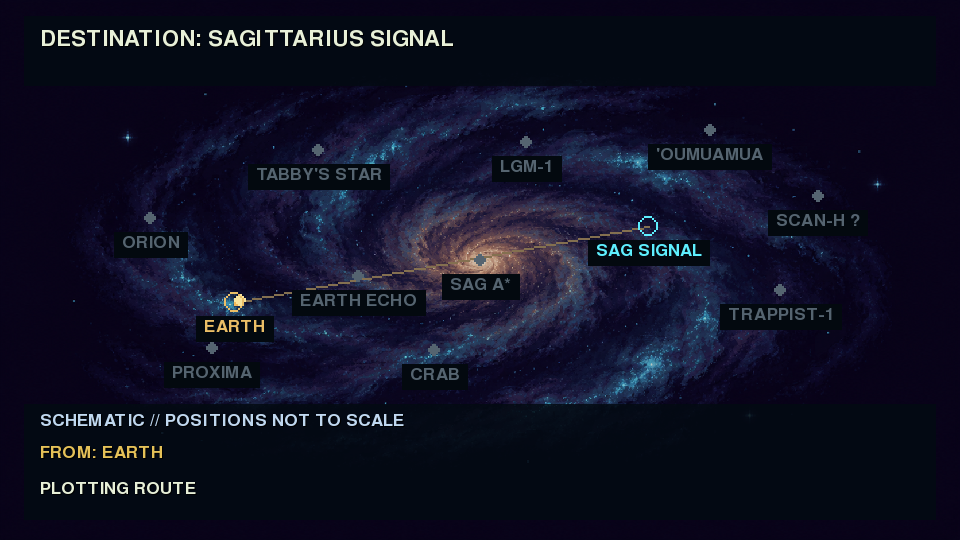 DESTINATION: SAGITTARIUS SIGNAL
'OUMUAMUA
LGM-1
TABBY'S STAR
SCAN-H ?
ORION
SAG SIGNAL
SAG A*
EARTH ECHO
TRAPPIST-1
EARTH
PROXIMA
CRAB
SCHEMATIC // POSITIONS NOT TO SCALE
FROM: EARTH
PLOTTING ROUTE